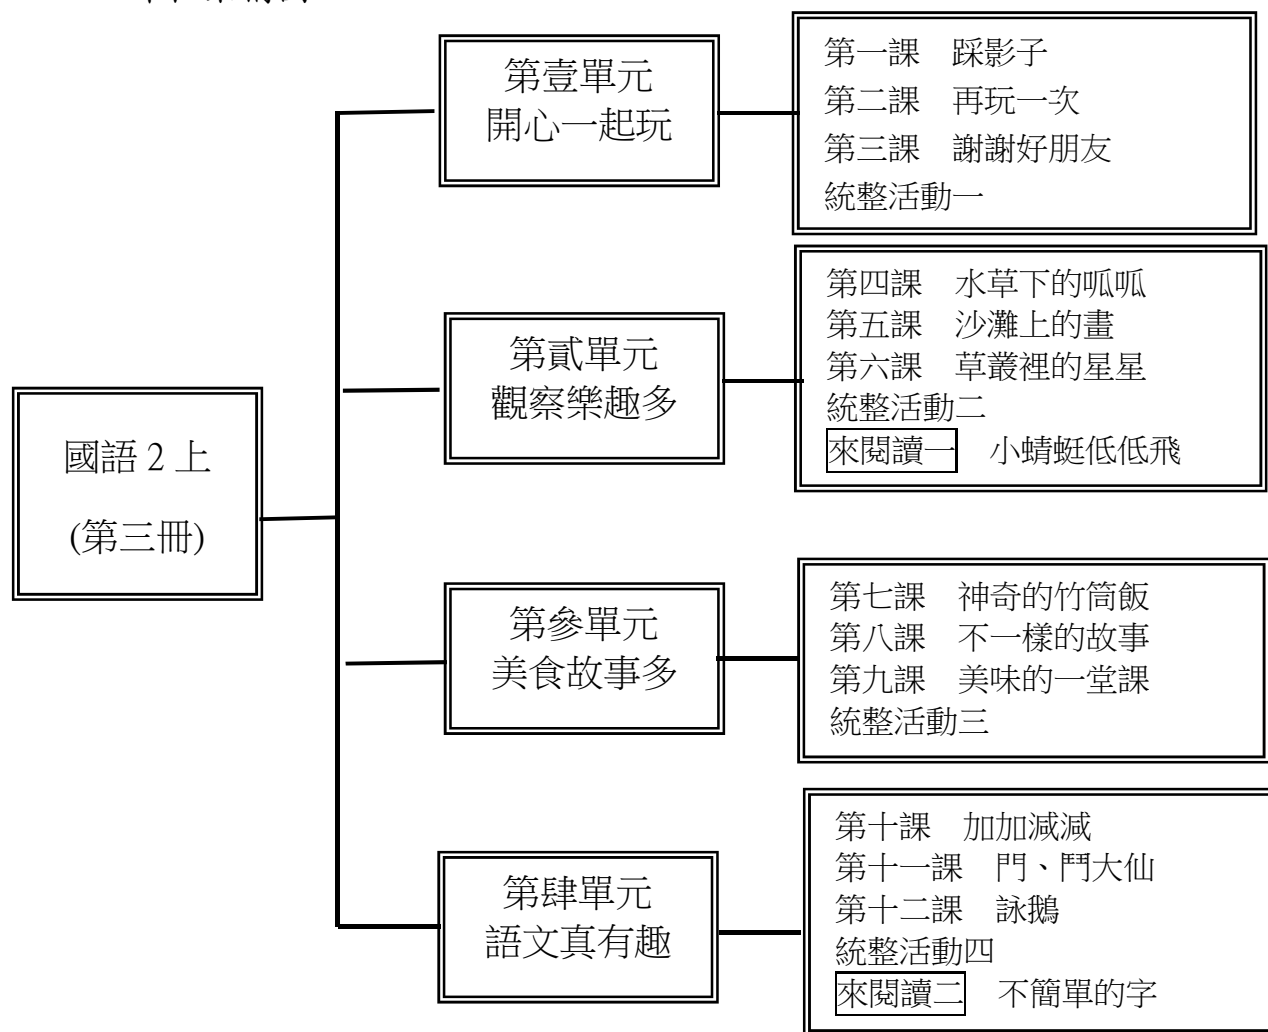 國語 2 上
(第三冊)
第壹單元
開心一起玩
第一課　踩影子
第二課　再玩一次
第三課　謝謝好朋友
統整活動一
第貳單元
觀察樂趣多
第四課　水草下的呱呱
第五課　沙灘上的畫
第六課　草叢裡的星星
統整活動二
來閱讀一　小蜻蜓低低飛
第參單元
美食故事多
第七課　神奇的竹筒飯
第八課　不一樣的故事
第九課　美味的一堂課
統整活動三
第肆單元
語文真有趣
第十課　加加減減
第十一課　門、鬥大仙
第十二課　詠鵝
統整活動四
來閱讀二　不簡單的字